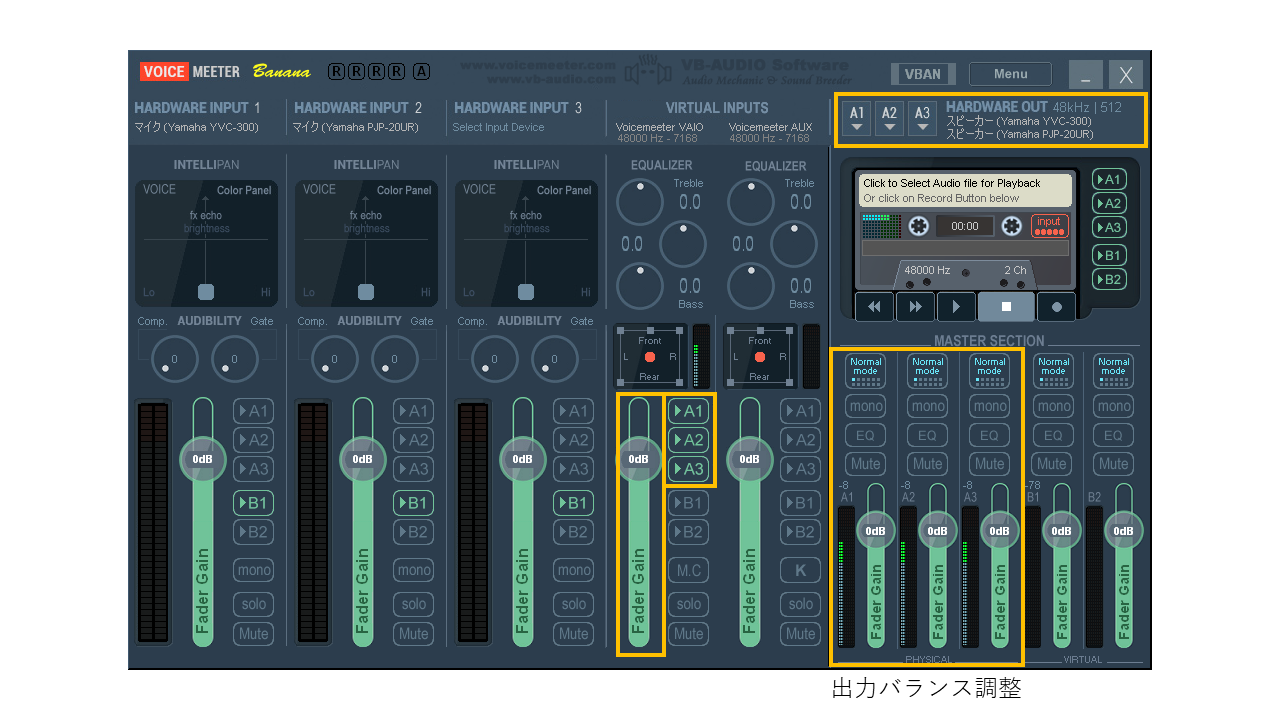 VOICE MEETER Banana R R R R A
www.voicemeeter.com
www.vb-audio.com
VB-AUDIO Software
Audio Mechanic & Sound Breeder
VBAN Menu _ X
HARDWARE INPUT 1
マイク(Yamaha YVC-300)
HARDWARE INPUT 2
マイク(Yamaha PJP-20UR)
HARDWARE INPUT 3
Select Input Device
VIRTUAL INPUTS
Voicemeeter VAIO
48000 Hz - 7168
Voicemeeter AUX
48000 Hz - 7168
A1 A2 A3
HARDWARE OUT 48kHz | 512
スピーカー (Yamaha YVC-300)
スピーカー (Yamaha PJP-20UR)
INTELLIPAN
VOICE Color Panel
fx echo
brightness
Lo Hi
Comp. AUDIBILITY Gate
0 0
INTELLIPAN
VOICE Color Panel
fx echo
brightness
Lo Hi
Comp. AUDIBILITY Gate
0 0
INTELLIPAN
VOICE Color Panel
fx echo
brightness
Lo Hi
Comp. AUDIBILITY Gate
0 0
EQUALIZER
Treble
0.0
0.0
0.0
Bass
Front
L R
Rear
EQUALIZER
Treble
0.0
0.0
0.0
Bass
Front
L R
Rear
Click to Select Audio file for Playback
Or click on Record Button below
00:00
input
48000 Hz 2 Ch
A1
A2
A3
B1
B2
0dB
Fader Gain
A1
A2
A3
B1
B2
mono
solo
Mute
0dB
Fader Gain
A1
A2
A3
B1
B2
mono
solo
Mute
0dB
Fader Gain
A1
A2
A3
B1
B2
mono
solo
Mute
0dB
Fader Gain
A1
A2
A3
B1
B2
M.C
solo
Mute
0dB
Fader Gain
A1
A2
A3
B1
B2
K
solo
Mute
MASTER SECTION
Normal mode Normal mode Normal mode Normal mode Normal mode
mono mono mono mono mono
EQ EQ EQ EQ EQ
Mute Mute Mute Mute Mute
-8 -8 -8 -78
A1 A2 A3 B1 B2
0dB 0dB 0dB 0dB 0dB
Fader Gain Fader Gain Fader Gain Fader Gain Fader Gain
PHYSICAL VIRTUAL
出力バランス調整